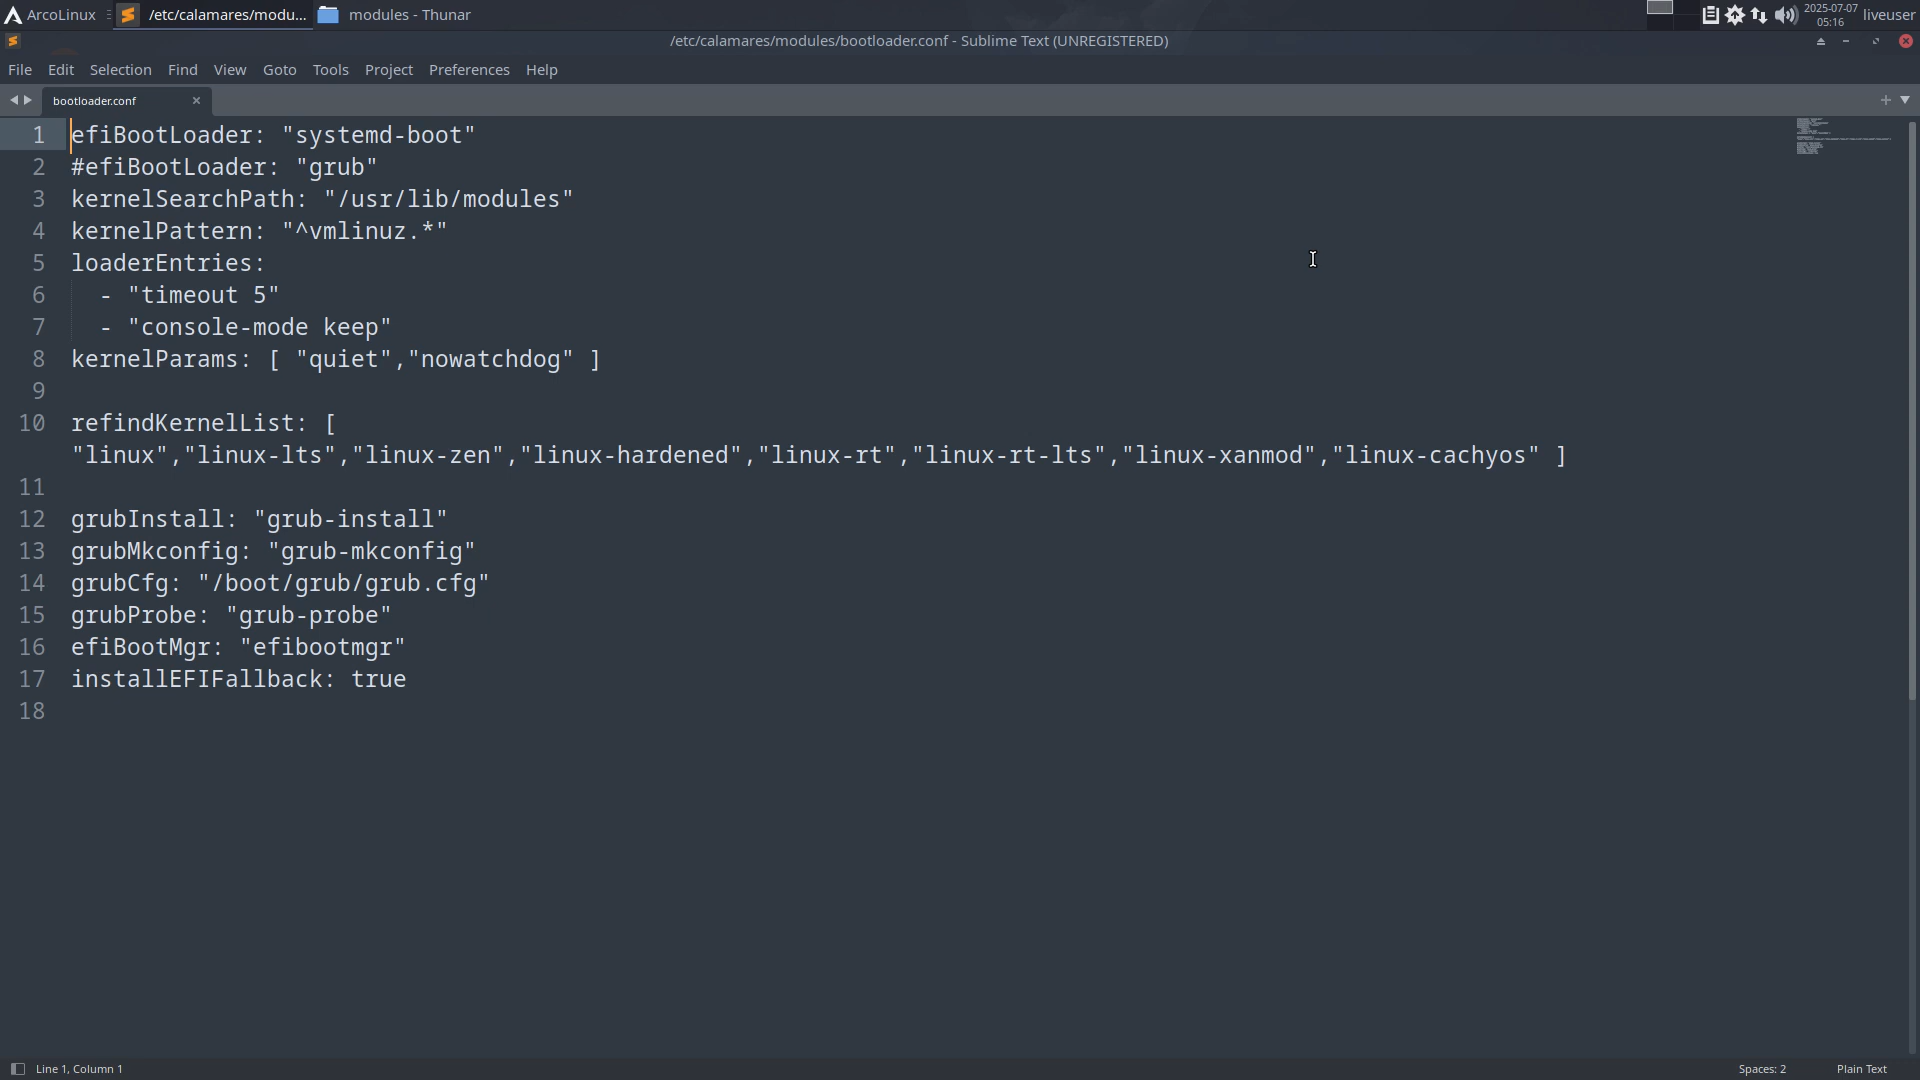 ArcoLinux
/etc/calamares/modu...
modules - Thunar
2025-07-07
05:16
liveuser
/etc/calamares/modules/bootloader.conf - Sublime Text (UNREGISTERED)
File Edit Selection Find View Goto Tools Project Preferences Help
bootloader.conf
1 efiBootLoader: "systemd-boot"
2 #efiBootLoader: "grub"
3 kernelSearchPath: "/usr/lib/modules"
4 kernelPattern: "^vmlinuz.*"
5 loaderEntries:
6   - "timeout 5"
7   - "console-mode keep"
8 kernelParams: [ "quiet","nowatchdog" ]
9
10 refindKernelList: [
"linux","linux-lts","linux-zen","linux-hardened","linux-rt","linux-rt-lts","linux-xanmod","linux-cachyos" ]
11
12 grubInstall: "grub-install"
13 grubMkconfig: "grub-mkconfig"
14 grubCfg: "/boot/grub/grub.cfg"
15 grubProbe: "grub-probe"
16 efiBootMgr: "efibootmgr"
17 installEFIFallback: true
18
Line 1, Column 1
Spaces: 2
Plain Text